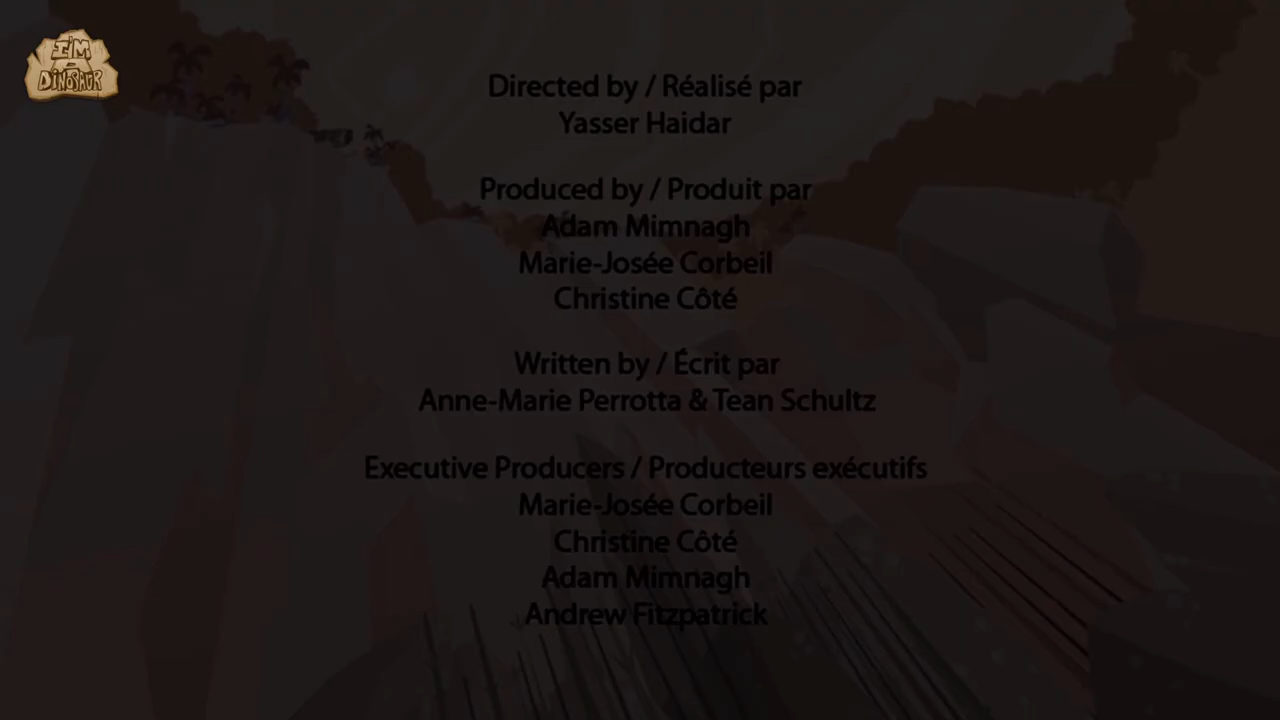 I'M
A
DINOSAUR
Directed by / Réalisé par
Yasser Haidar
Produced by / Produit par
Adam Mimnagh
Marie-Josée Corbeil
Christine Côté
Written by / Écrit par
Anne-Marie Perrotta & Tean Schultz
Executive Producers / Producteurs exécutifs
Marie-Josée Corbeil
Christine Côté
Adam Mimnagh
Andrew Fitzpatrick